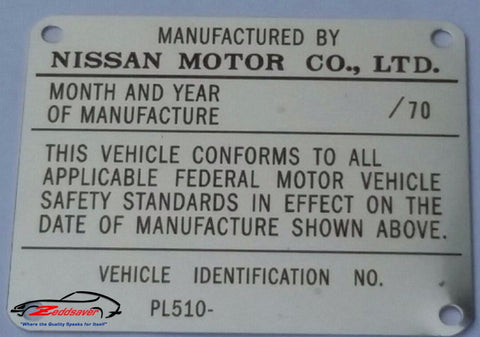 MANUFACTURED BY
NISSAN MOTOR CO., LTD.
MONTH AND YEAR
OF MANUFACTURE /70
THIS VEHICLE CONFORMS TO ALL
APPLICABLE FEDERAL MOTOR VEHICLE
SAFETY STANDARDS IN EFFECT ON THE
DATE OF MANUFACTURE SHOWN ABOVE.
VEHICLE IDENTIFICATION NO.
PL510-
Zeddsaver
"Where the Quality Speaks for Itself"